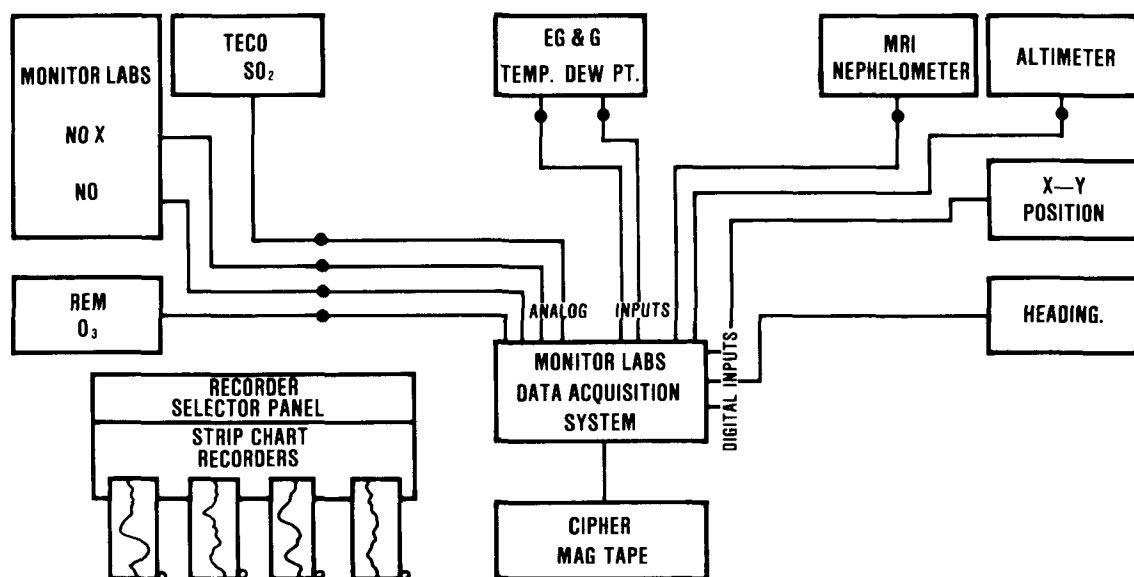 MONITOR LABS
NO X
NO
TECO
SO₂
EG & G
TEMP. DEW PT.
MRI
NEPHELOMETER
ALTIMETER
X—Y
POSITION
HEADING.
REM
O₃
ANALOG INPUTS
DIGITAL INPUTS
MONITOR LABS
DATA ACQUISITION
SYSTEM
RECORDER
SELECTOR PANEL
STRIP CHART
RECORDERS
CIPHER
MAG TAPE